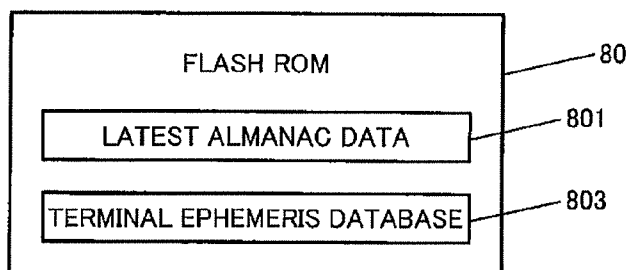 FLASH ROM
80
LATEST ALMANAC DATA
801
TERMINAL EPHEMERIS DATABASE
803